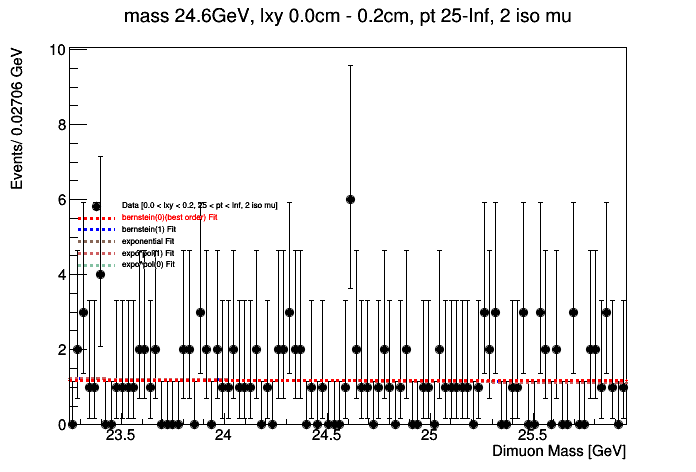 mass 24.6GeV, lxy 0.0cm - 0.2cm, pt 25-Inf, 2 iso mu
Events/ 0.02706 GeV
10
8
6
4
2
0
Data [0.0 < lxy < 0.2, 25 < pt < Inf, 2 iso mu]
bernstein(0)(best order) Fit
bernstein(1) Fit
exponential Fit
expo*pol(1) Fit
expo*pol(0) Fit
23.5 24 24.5 25 25.5
Dimuon Mass [GeV]